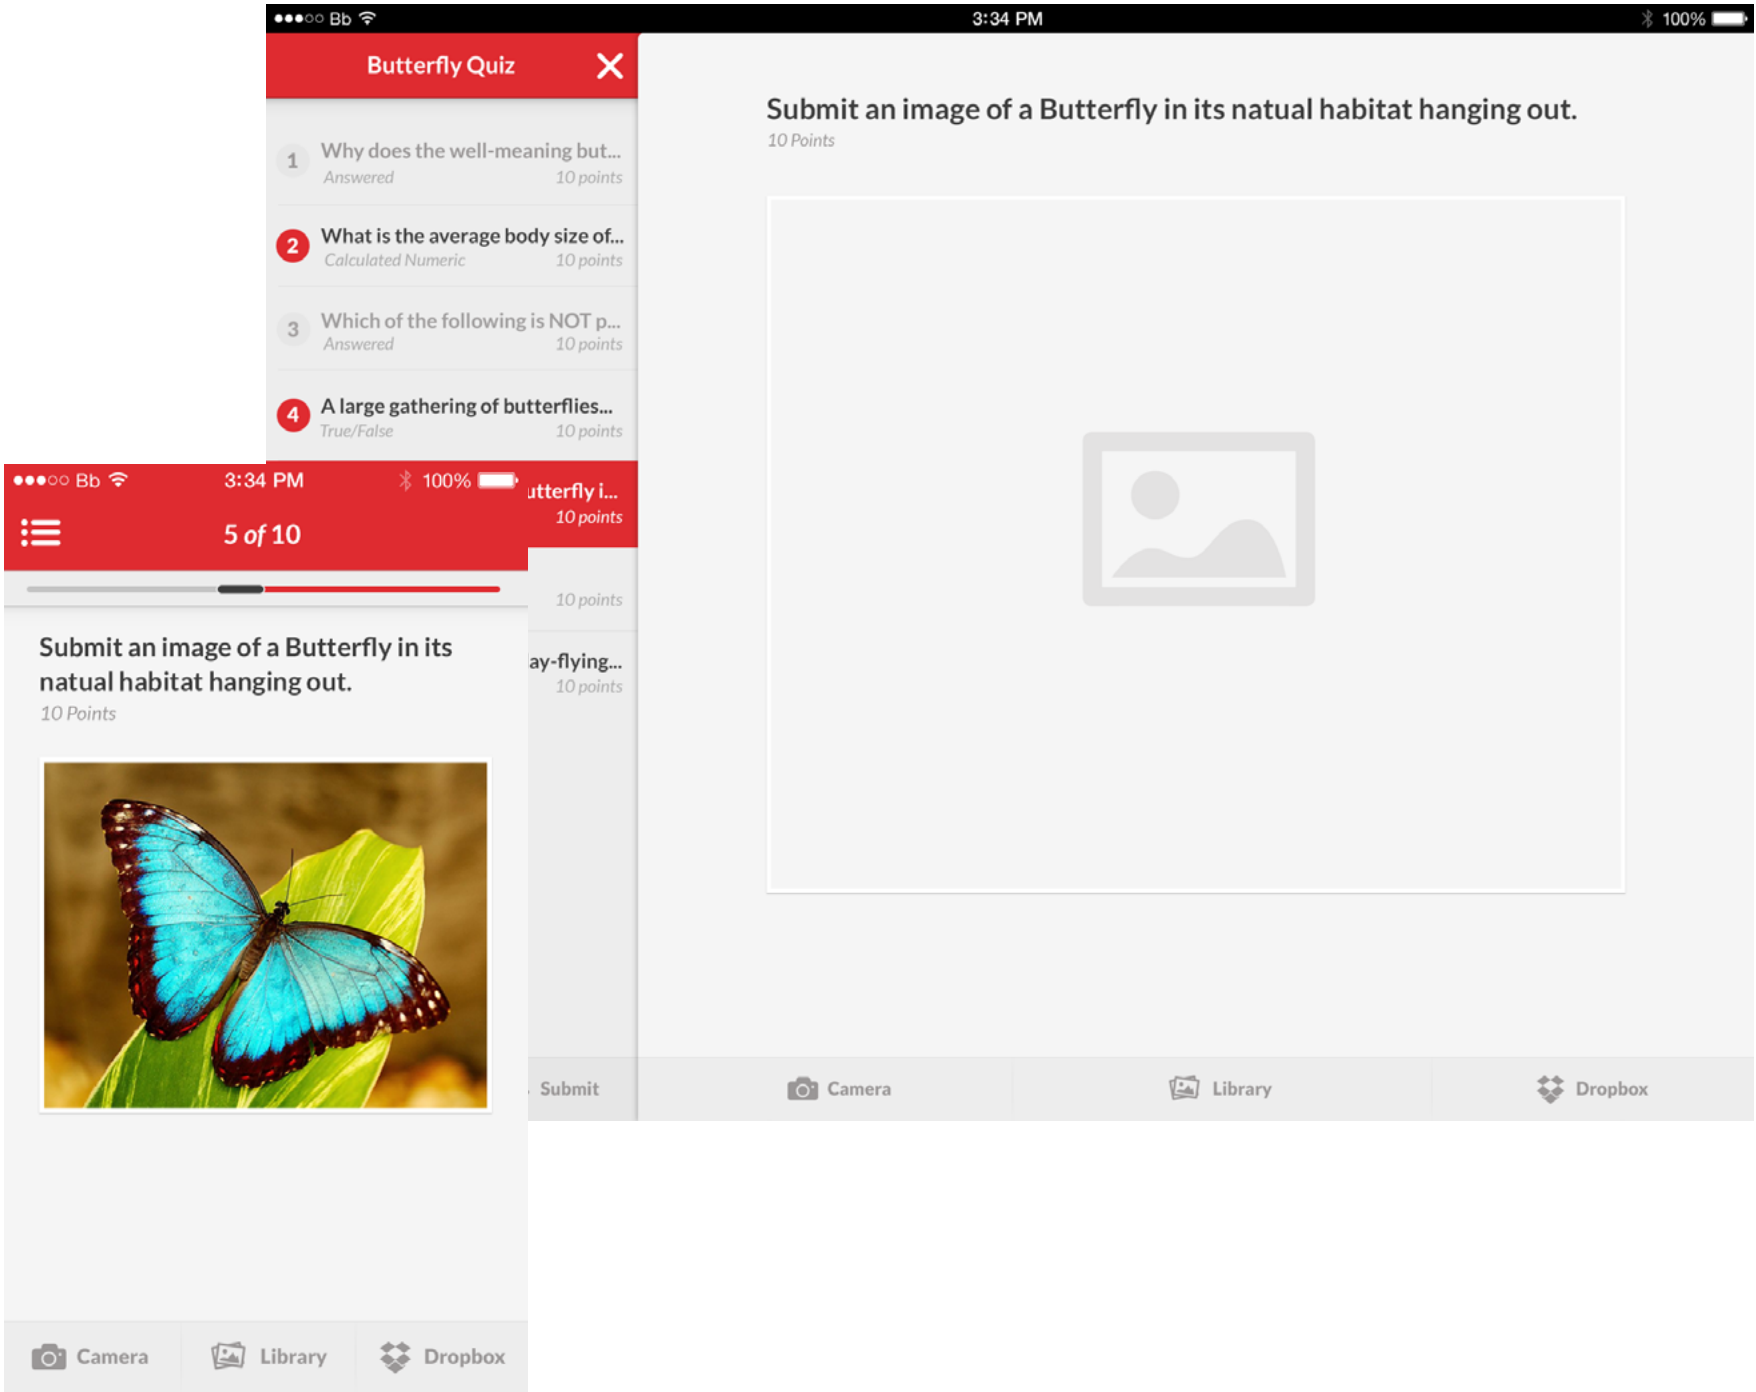 Bb 3:34 PM 100%
Butterfly Quiz
1 Why does the well-meaning but...
Answered 10 points
2 What is the average body size of...
Calculated Numeric 10 points
3 Which of the following is NOT p...
Answered 10 points
4 A large gathering of butterflies...
True/False 10 points
utterfly i...
10 points
10 points
ay-flying...
10 points
Submit
Submit an image of a Butterfly in its natual habitat hanging out.
10 Points
Camera Library Dropbox
Bb 3:34 PM 100%
5 of 10
Submit an image of a Butterfly in its
natual habitat hanging out.
10 Points
Camera Library Dropbox